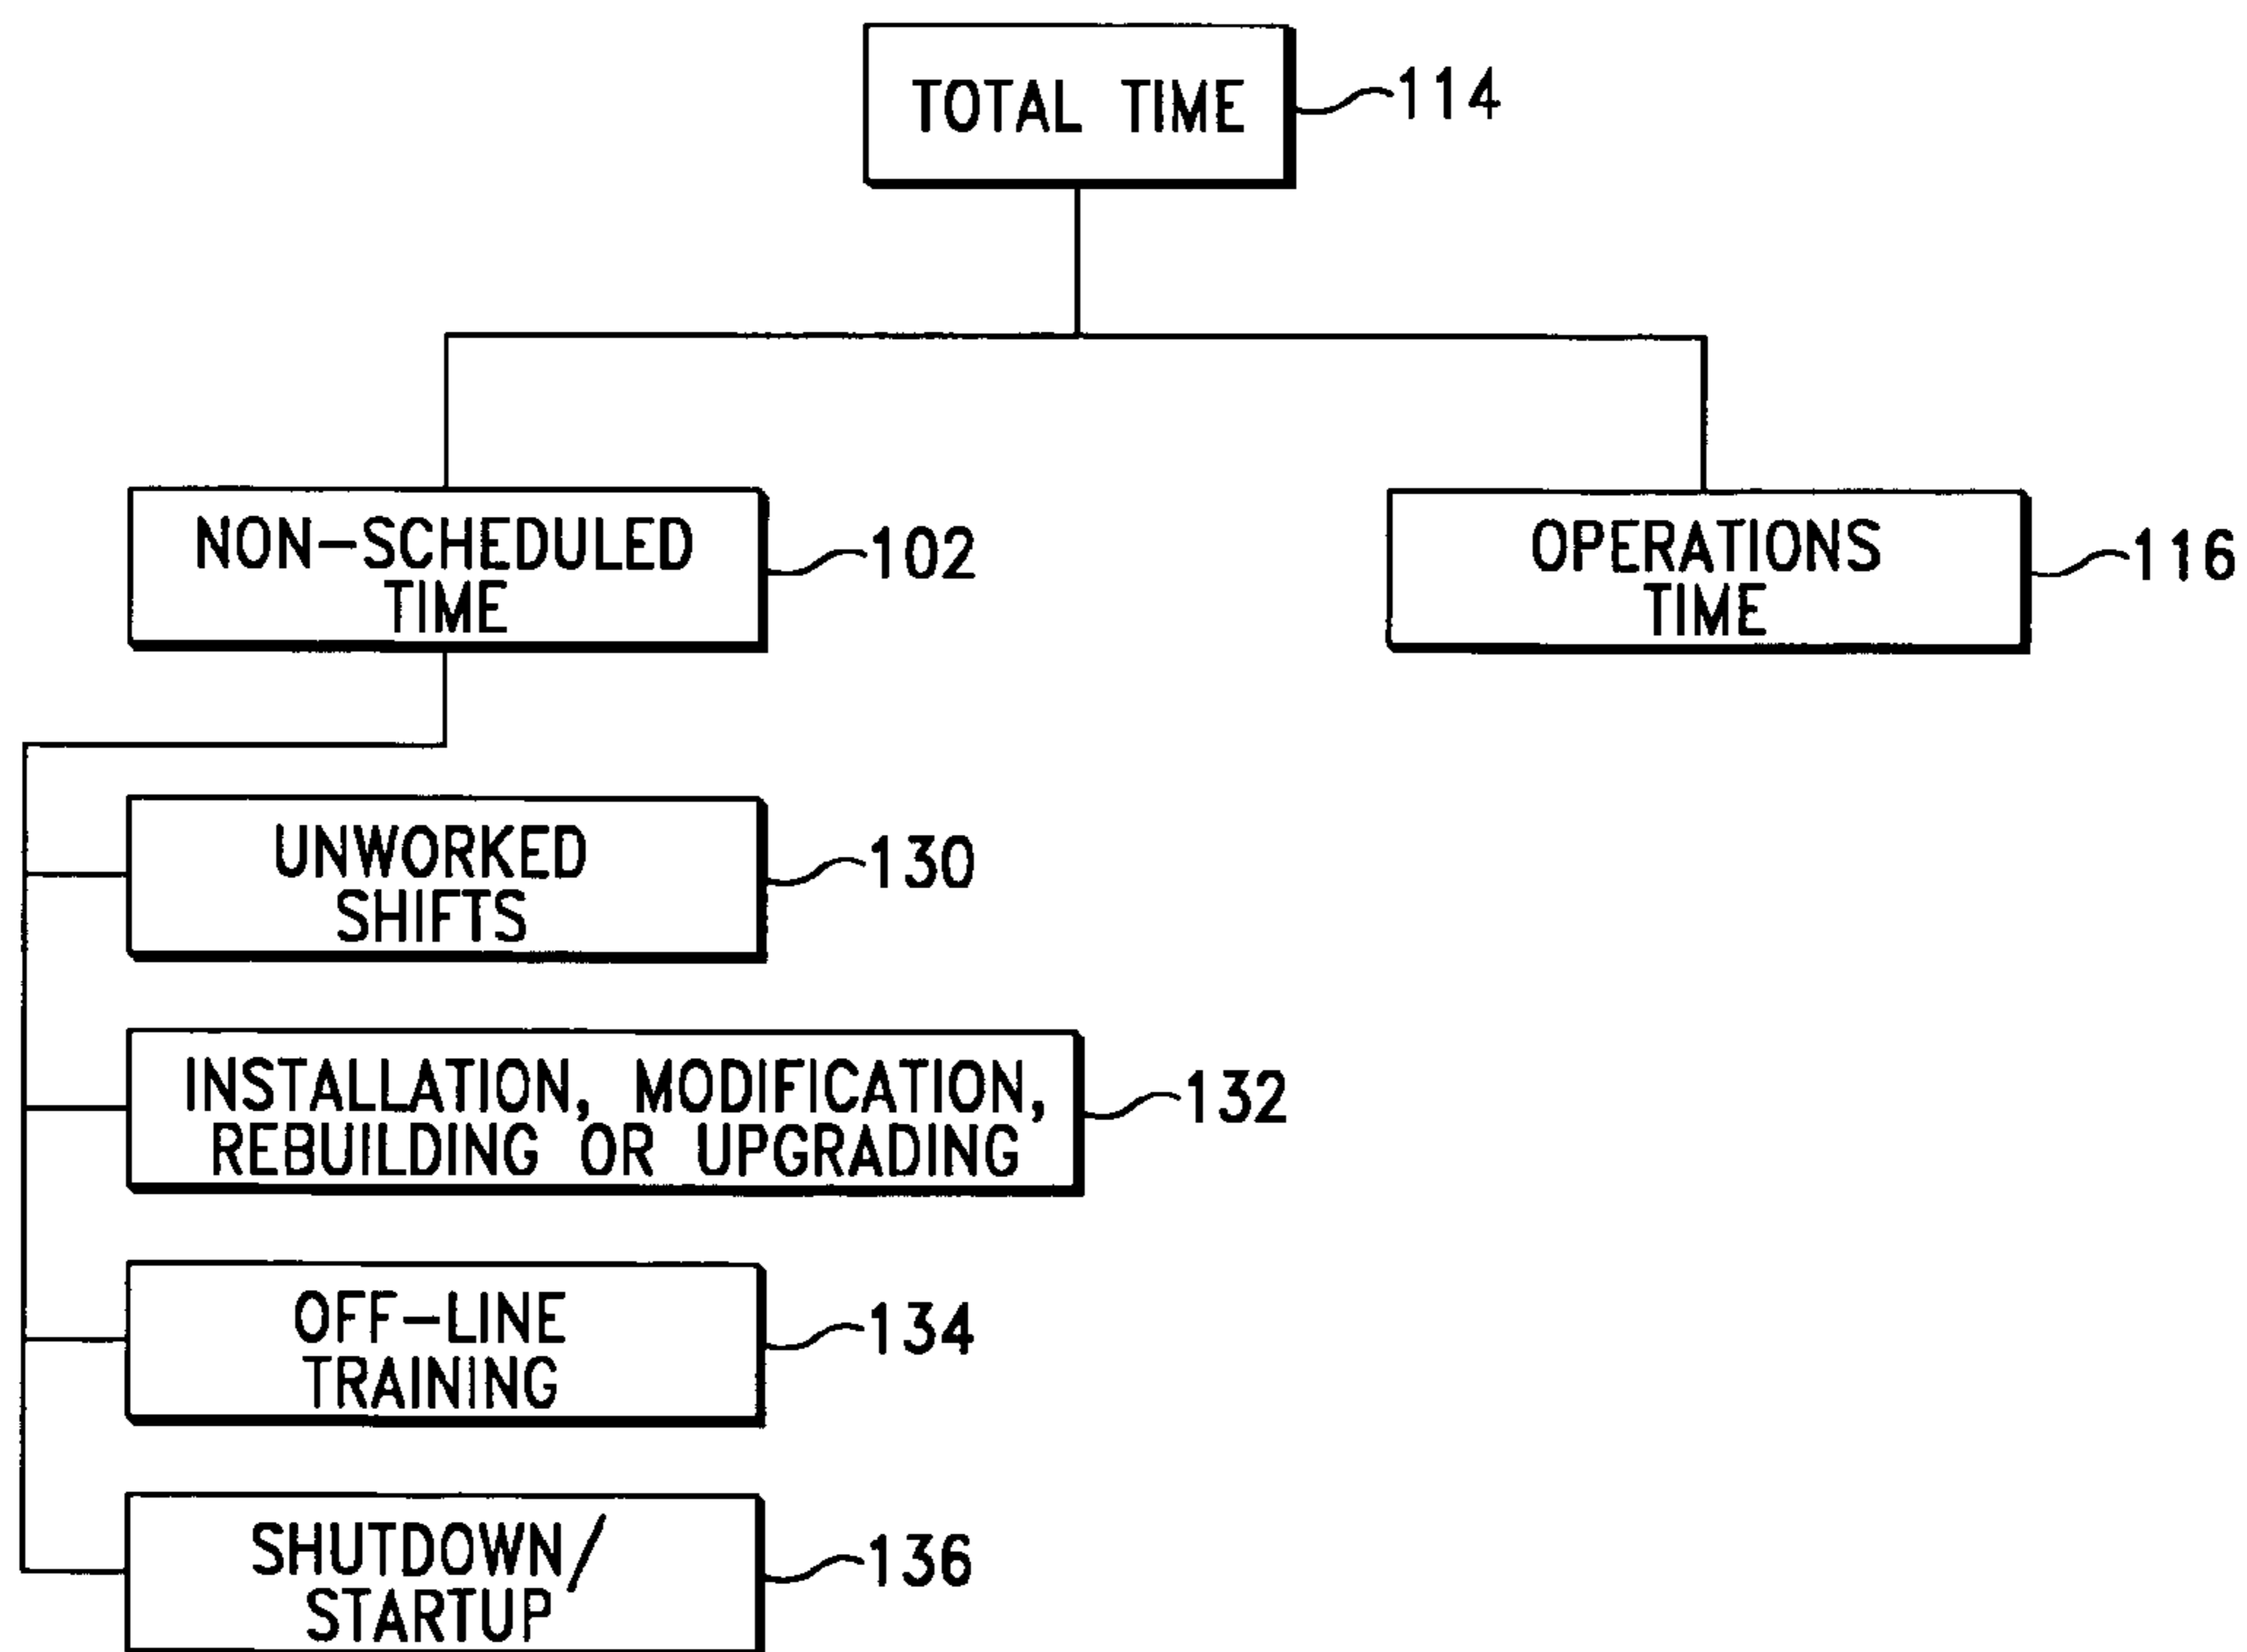 TOTAL TIME
114
NON-SCHEDULED
TIME
102
OPERATIONS
TIME
116
UNWORKED
SHIFTS
130
INSTALLATION, MODIFICATION,
REBUILDING OR UPGRADING
132
OFF-LINE
TRAINING
134
SHUTDOWN/
STARTUP
136